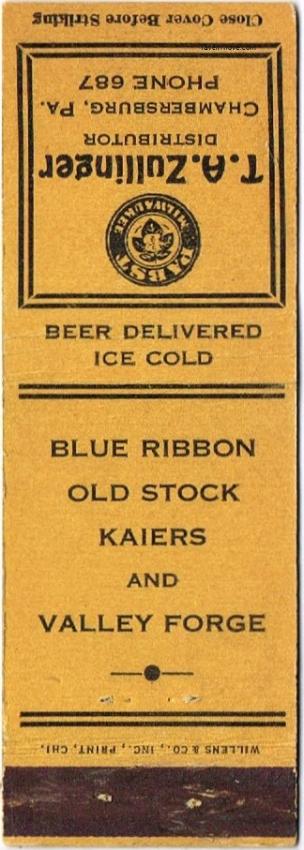 Close Cover Before Striking
PHONE 687
CHAMBERSBURG, PA.
DISTRIBUTOR
T.A.Zullinger
PABST
MILWAUKEE
BEER DELIVERED
ICE COLD
BLUE RIBBON
OLD STOCK
KAIERS
AND
VALLEY FORGE
WILLENS & CO., INC., PRINT, CHI.